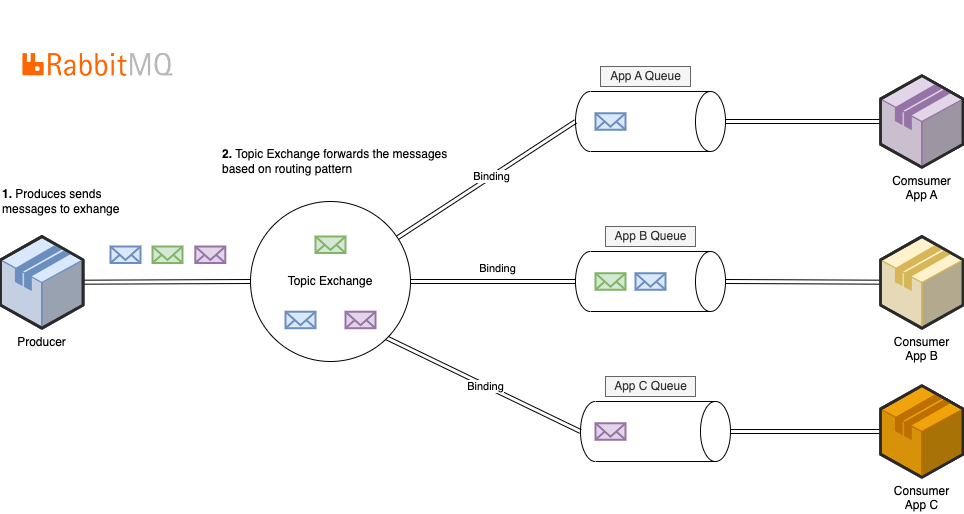 RabbitMQ
App A Queue
2. Topic Exchange forwards the messages
based on routing pattern
Binding
Comsumer
App A
1. Produces sends
messages to exhange
App B Queue
Topic Exchange
Binding
Producer
Consumer
App B
Binding
App C Queue
Consumer
App C